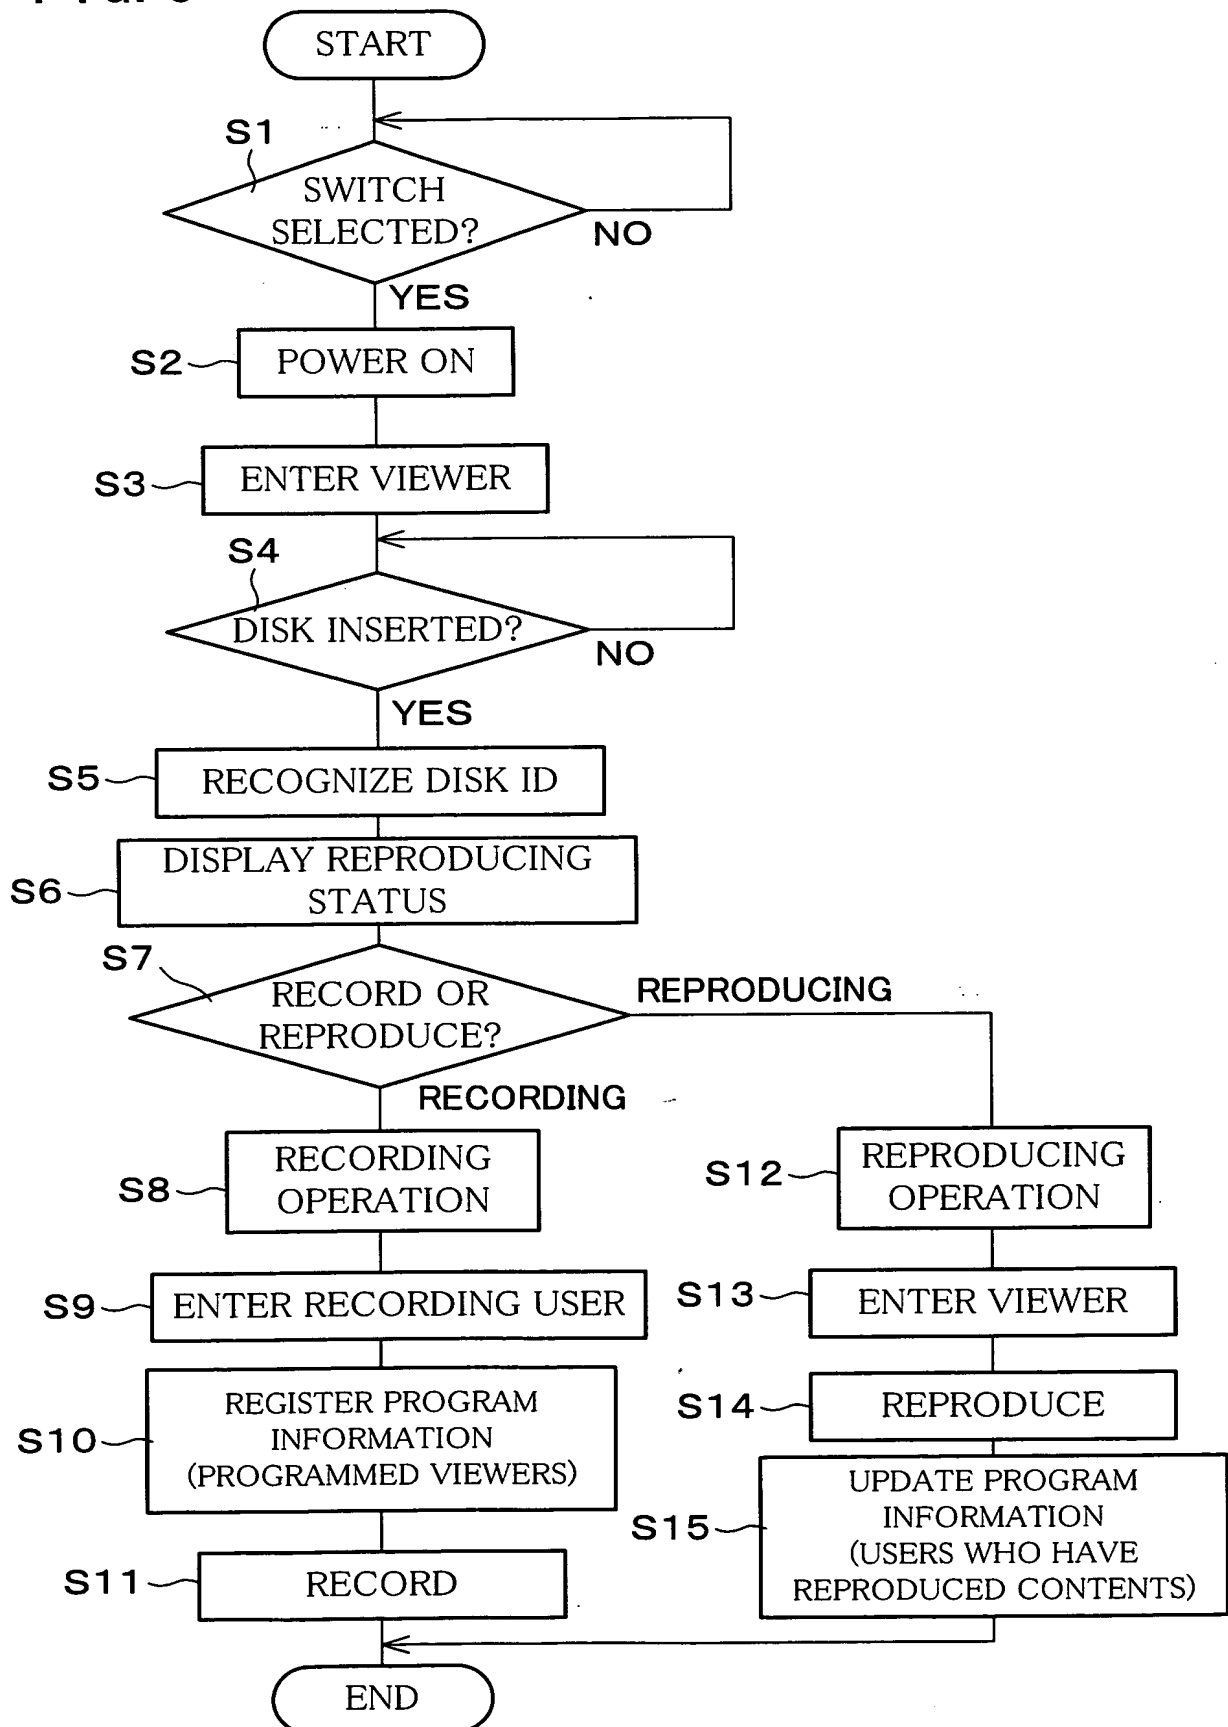 START
S1
SWITCH
SELECTED?
NO
YES
S2
POWER ON
S3
ENTER VIEWER
S4
DISK INSERTED?
NO
YES
S5
RECOGNIZE DISK ID
S6
DISPLAY REPRODUCING
STATUS
S7
RECORD OR
REPRODUCE?
REPRODUCING
RECORDING
S8
RECORDING
OPERATION
S9
ENTER RECORDING USER
S10
REGISTER PROGRAM
INFORMATION
(PROGRAMMED VIEWERS)
S11
RECORD
S12
REPRODUCING
OPERATION
S13
ENTER VIEWER
S14
REPRODUCE
S15
UPDATE PROGRAM
INFORMATION
(USERS WHO HAVE
REPRODUCED CONTENTS)
END